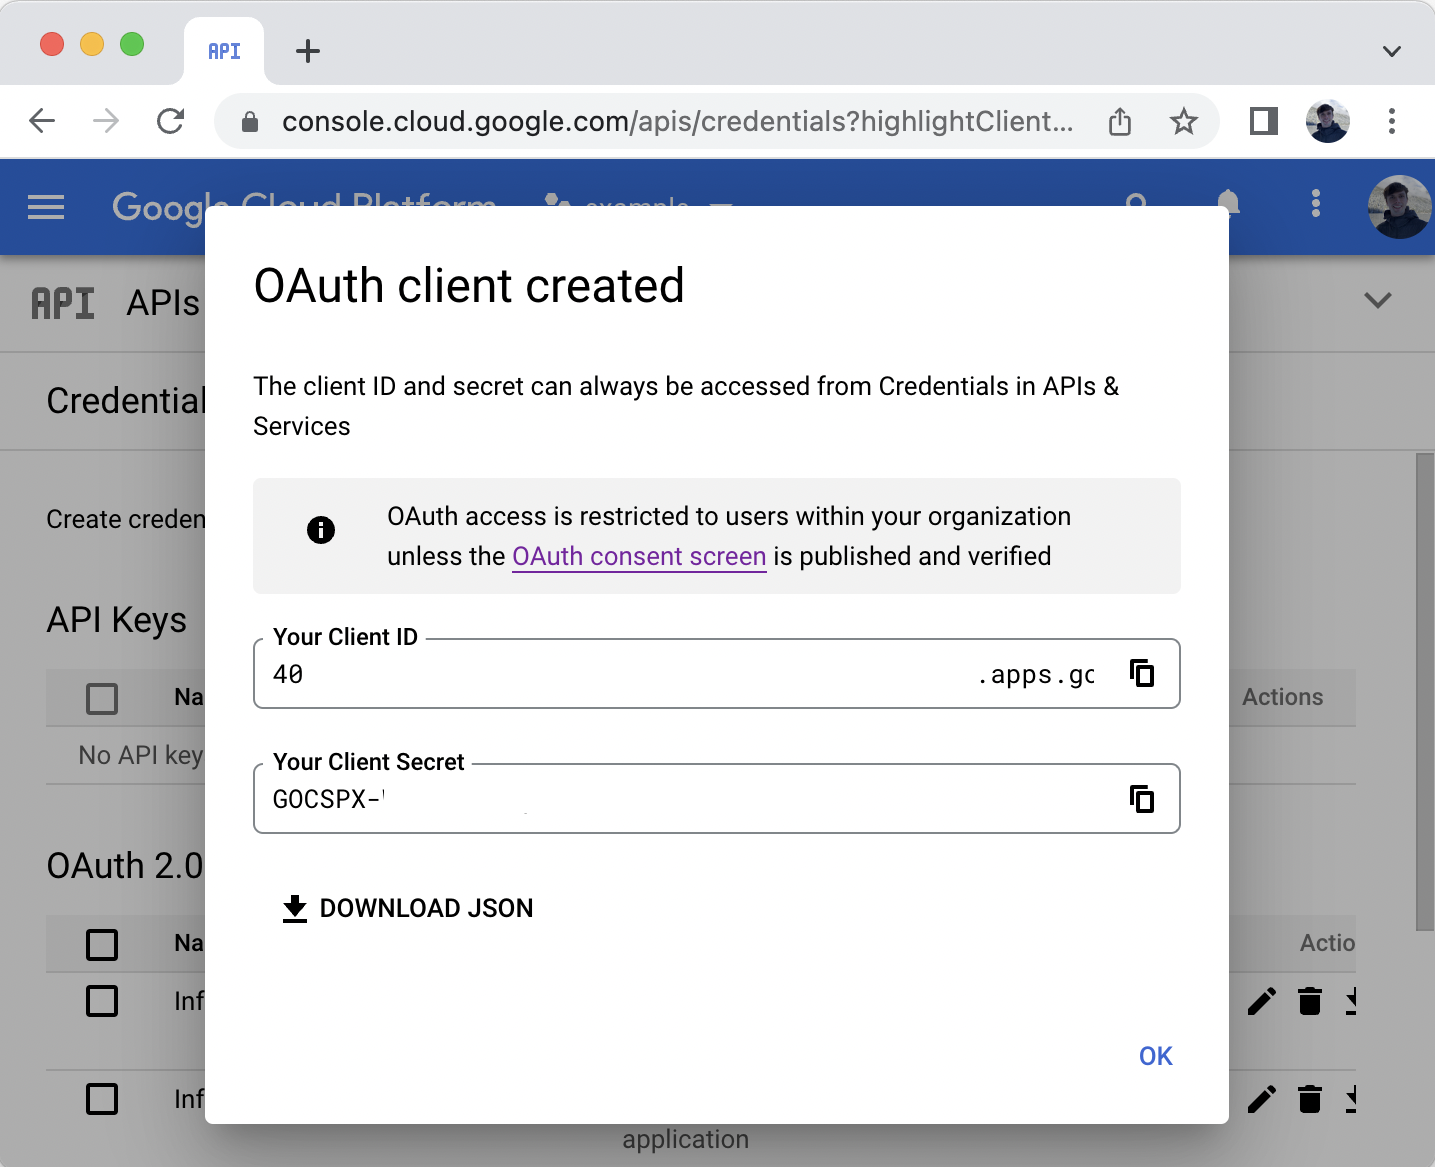 API
console.cloud.google.com/apis/credentials?highlightClient...
Google Cloud Platform
example
API APIs
Credential
Create creden
API Keys
Na
Actions
No API key
OAuth 2.0
Na
Actio
Inf
Inf
application
OAuth client created
The client ID and secret can always be accessed from Credentials in APIs &
Services
OAuth access is restricted to users within your organization
unless the OAuth consent screen is published and verified
Your Client ID
40 .apps.gc
Your Client Secret
GOCSPX-
DOWNLOAD JSON
OK